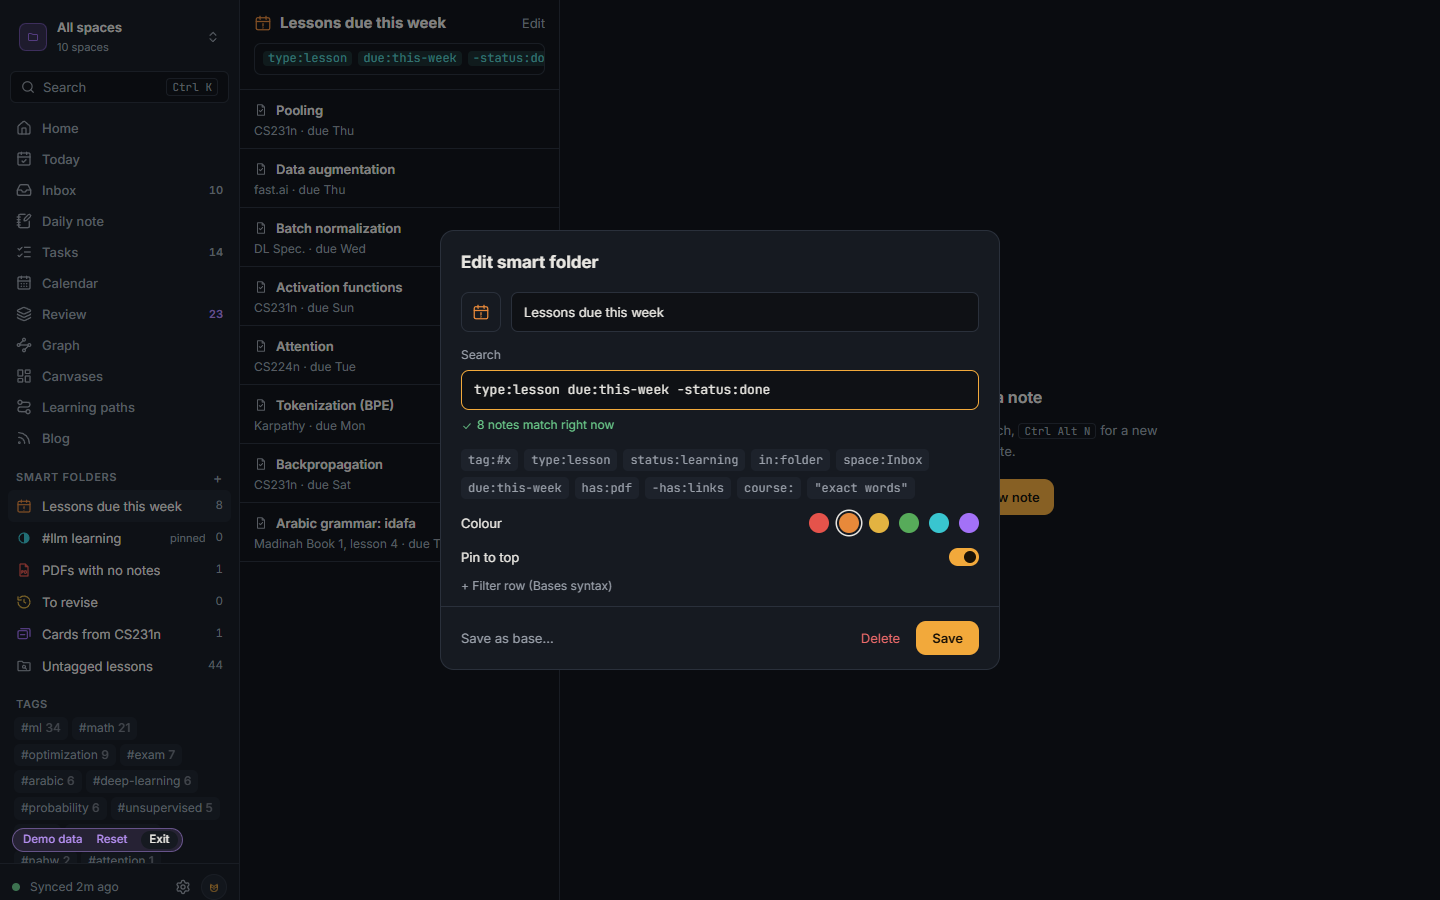 All spaces
10 spaces
Search Ctrl K
Home
Today
Inbox 10
Daily note
Tasks 14
Calendar
Review 23
Graph
Canvases
Learning paths
Blog
SMART FOLDERS +
Lessons due this week 8
#llm learning pinned 0
PDFs with no notes 1
To revise 0
Cards from CS231n 1
Untagged lessons 44
TAGS
#ml 34 #math 21
#optimization 9 #exam 7
#arabic 6 #deep-learning 6
#probability 6 #unsupervised 5
Demo data Reset Exit
#nahw 2 #attention 1
Synced 2m ago
Lessons due this week Edit
type:lesson due:this-week -status:do
Pooling
CS231n · due Thu
Data augmentation
fast.ai · due Thu
Batch normalization
DL Spec. · due Wed
Activation functions
CS231n · due Sun
Attention
CS224n · due Tue
Tokenization (BPE)
Karpathy · due Mon
Backpropagation
CS231n · due Sat
Arabic grammar: idafa
Madinah Book 1, lesson 4 · due T
Edit smart folder
Lessons due this week
Search
type:lesson due:this-week -status:done
✓ 8 notes match right now
tag:#x type:lesson status:learning in:folder space:Inbox
due:this-week has:pdf -has:links course: "exact words"
Colour
Pin to top
+ Filter row (Bases syntax)
Save as base... Delete Save
a note
ch, Ctrl Alt N for a new
te.
w note